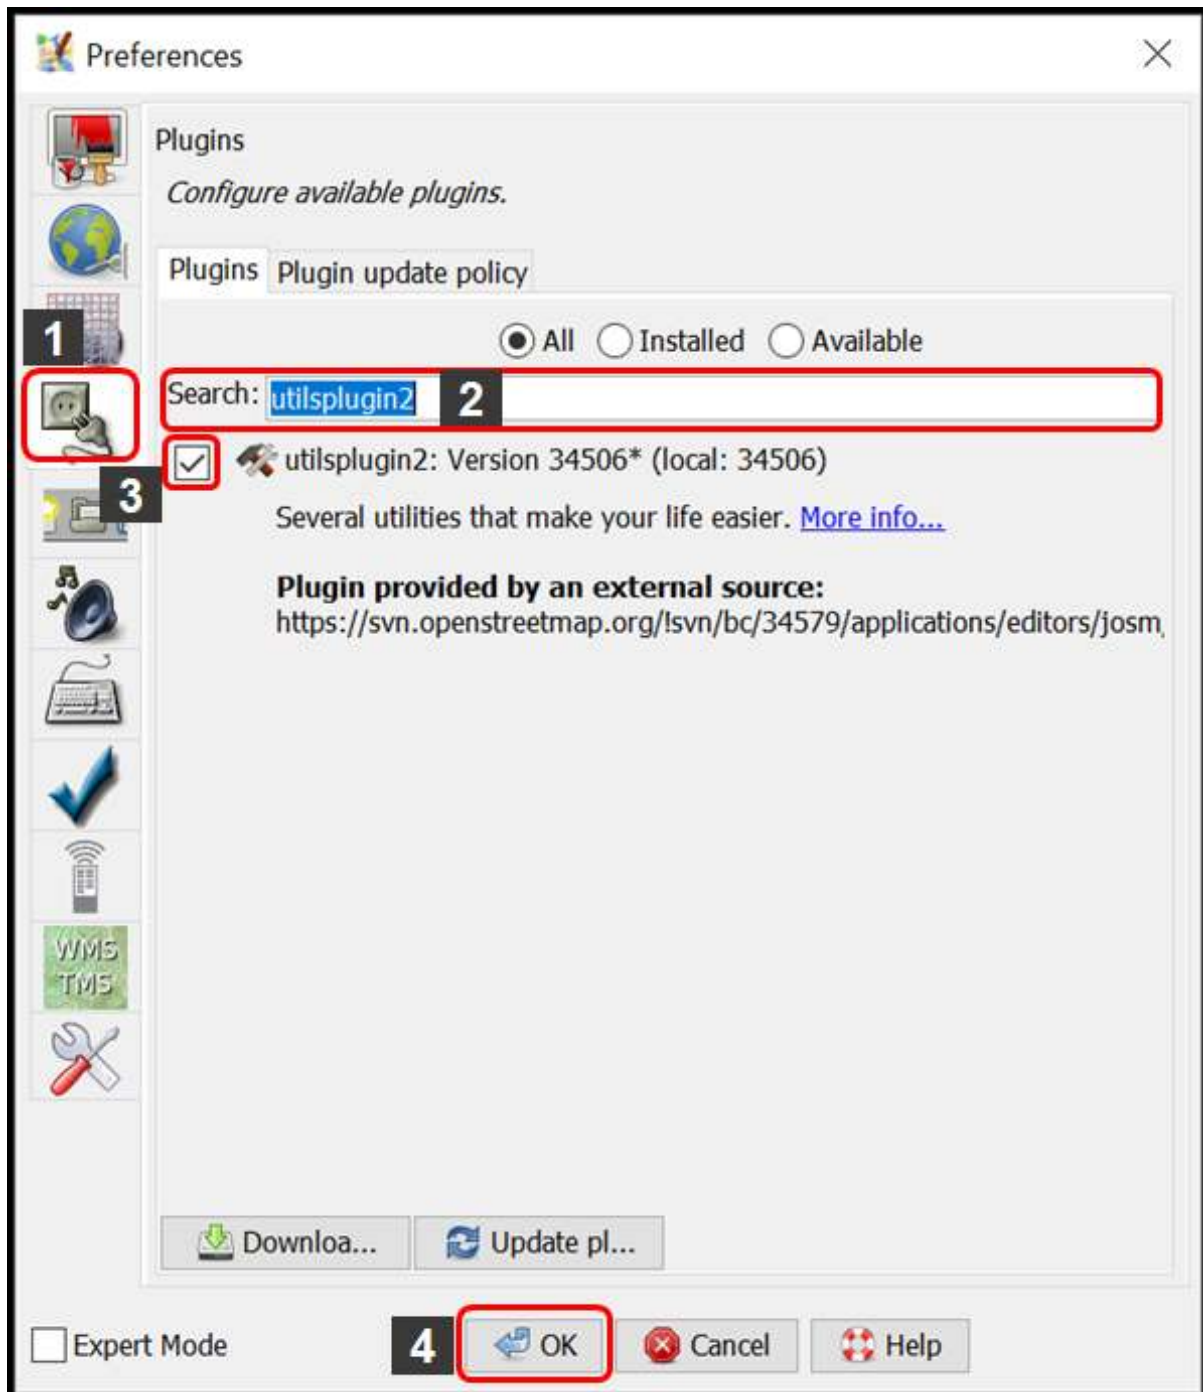 Preferences
Plugins
Configure available plugins.
Plugins Plugin update policy
1
All Installed Available
Search: utilsplugin2 2
3
utilsplugin2: Version 34506* (local: 34506)
Several utilities that make your life easier. More info...
Plugin provided by an external source:
https://svn.openstreetmap.org/!svn/bc/34579/applications/editors/josm,
WMS
TMS
Downloa... Update pl...
Expert Mode 4 OK Cancel Help